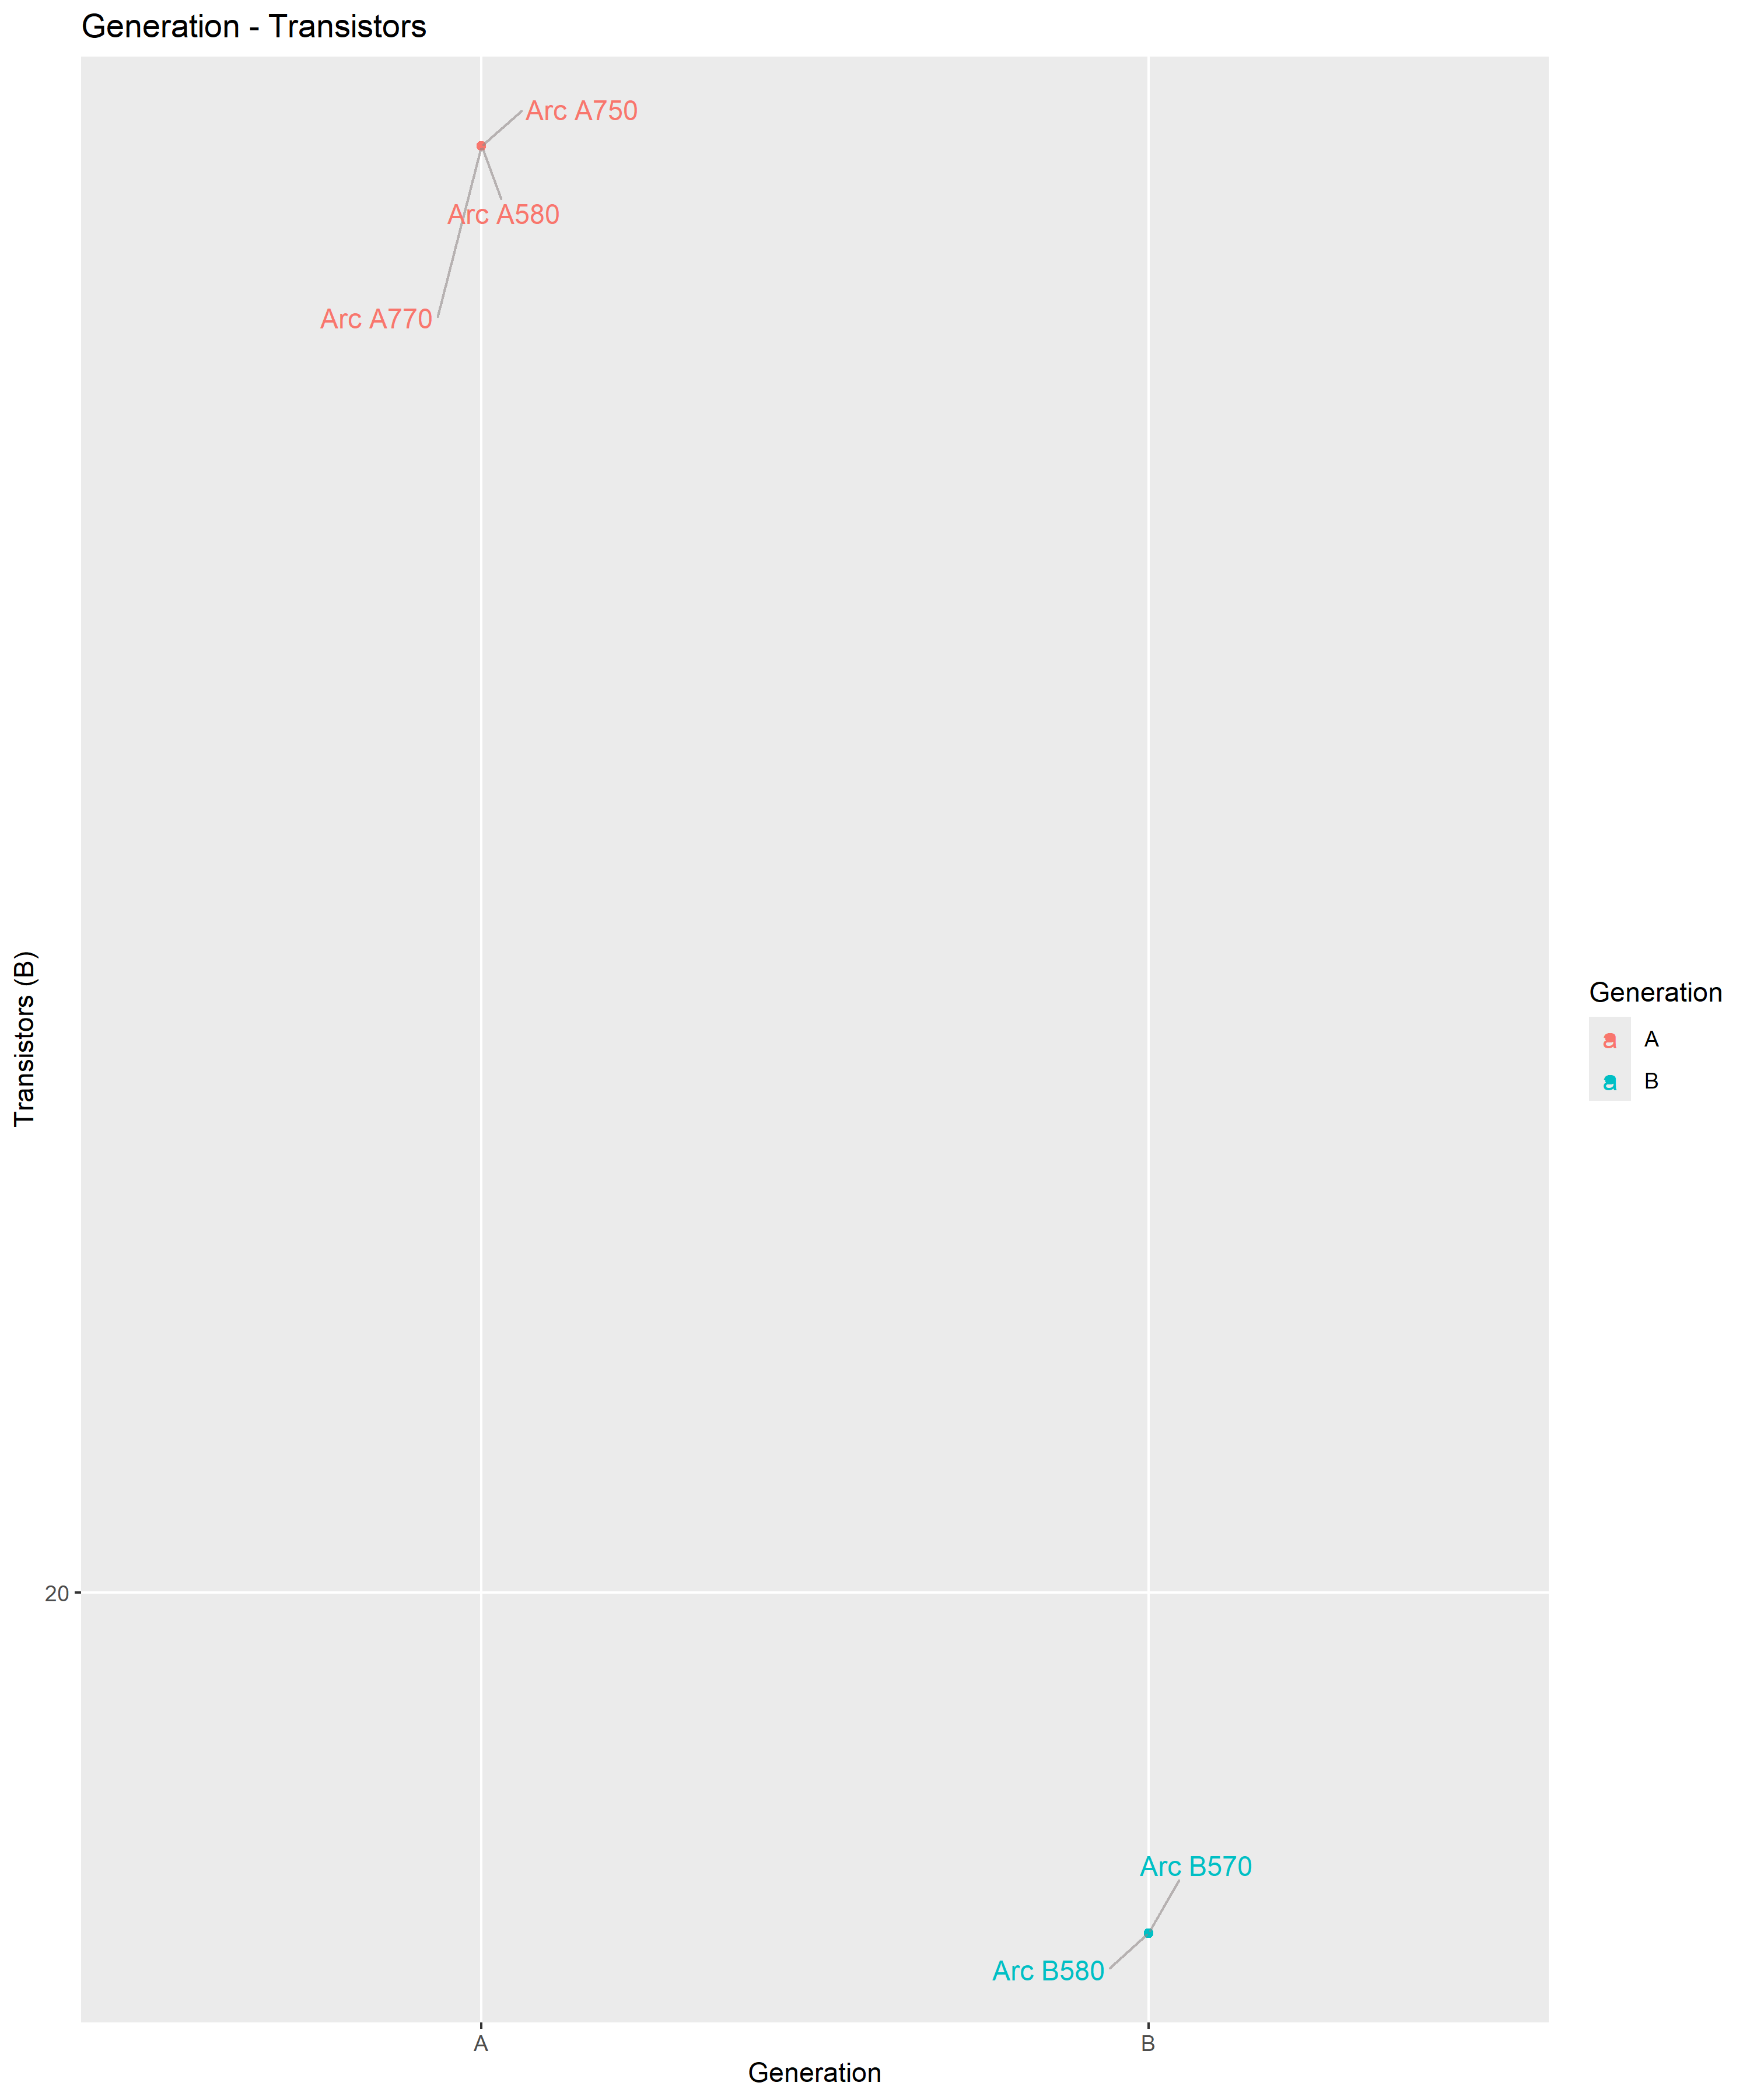 Generation - Transistors
Arc A750
Arc A580
Arc A770
Transistors (B)
Generation
a A
a B
20
Arc B570
Arc B580
A B
Generation